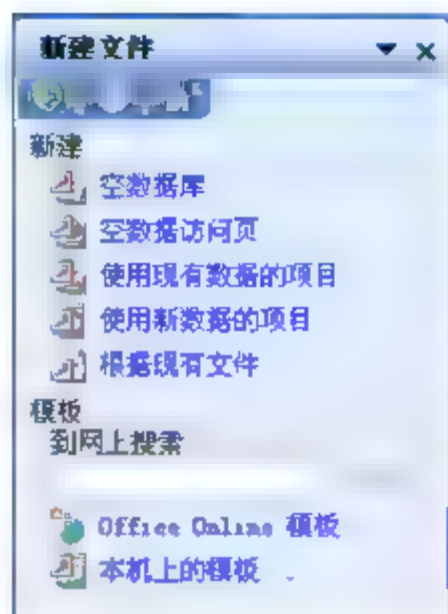 新建文件
新建
空数据库
空数据访问页
使用现有数据的项目
使用新数据的项目
根据现有文件
模板
到网上搜索
Office Online 模板
本机上的模板